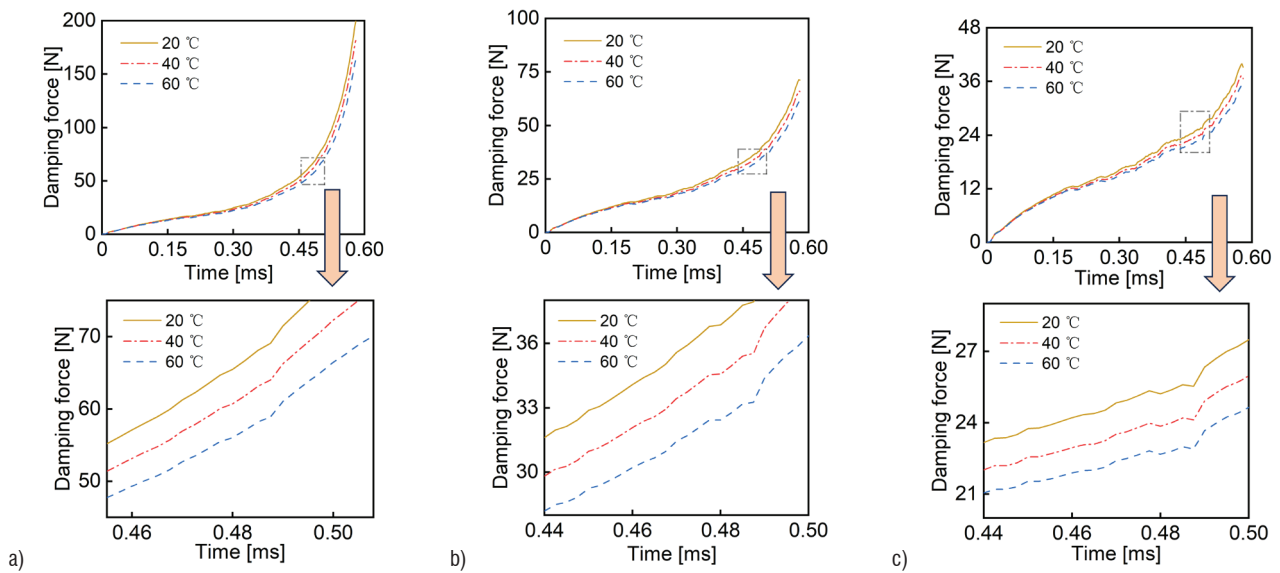 a)
Damping force [N]
200
150
100
50
0
20 ℃
40 ℃
60 ℃
0 0.15 0.30 0.45 0.60
Time [ms]
Damping force [N]
70
60
50
20 ℃
40 ℃
60 ℃
0.46 0.48 0.50
Time [ms]
b)
Damping force [N]
100
75
50
25
0
20 ℃
40 ℃
60 ℃
0 0.15 0.30 0.45 0.60
Time [ms]
Damping force [N]
36
33
30
20 ℃
40 ℃
60 ℃
0.44 0.46 0.48 0.50
Time [ms]
c)
Damping force [N]
48
36
24
12
0
20 ℃
40 ℃
60 ℃
0 0.15 0.30 0.45 0.60
Time [ms]
Damping force [N]
27
24
21
20 ℃
40 ℃
60 ℃
0.44 0.46 0.48 0.50
Time [ms]